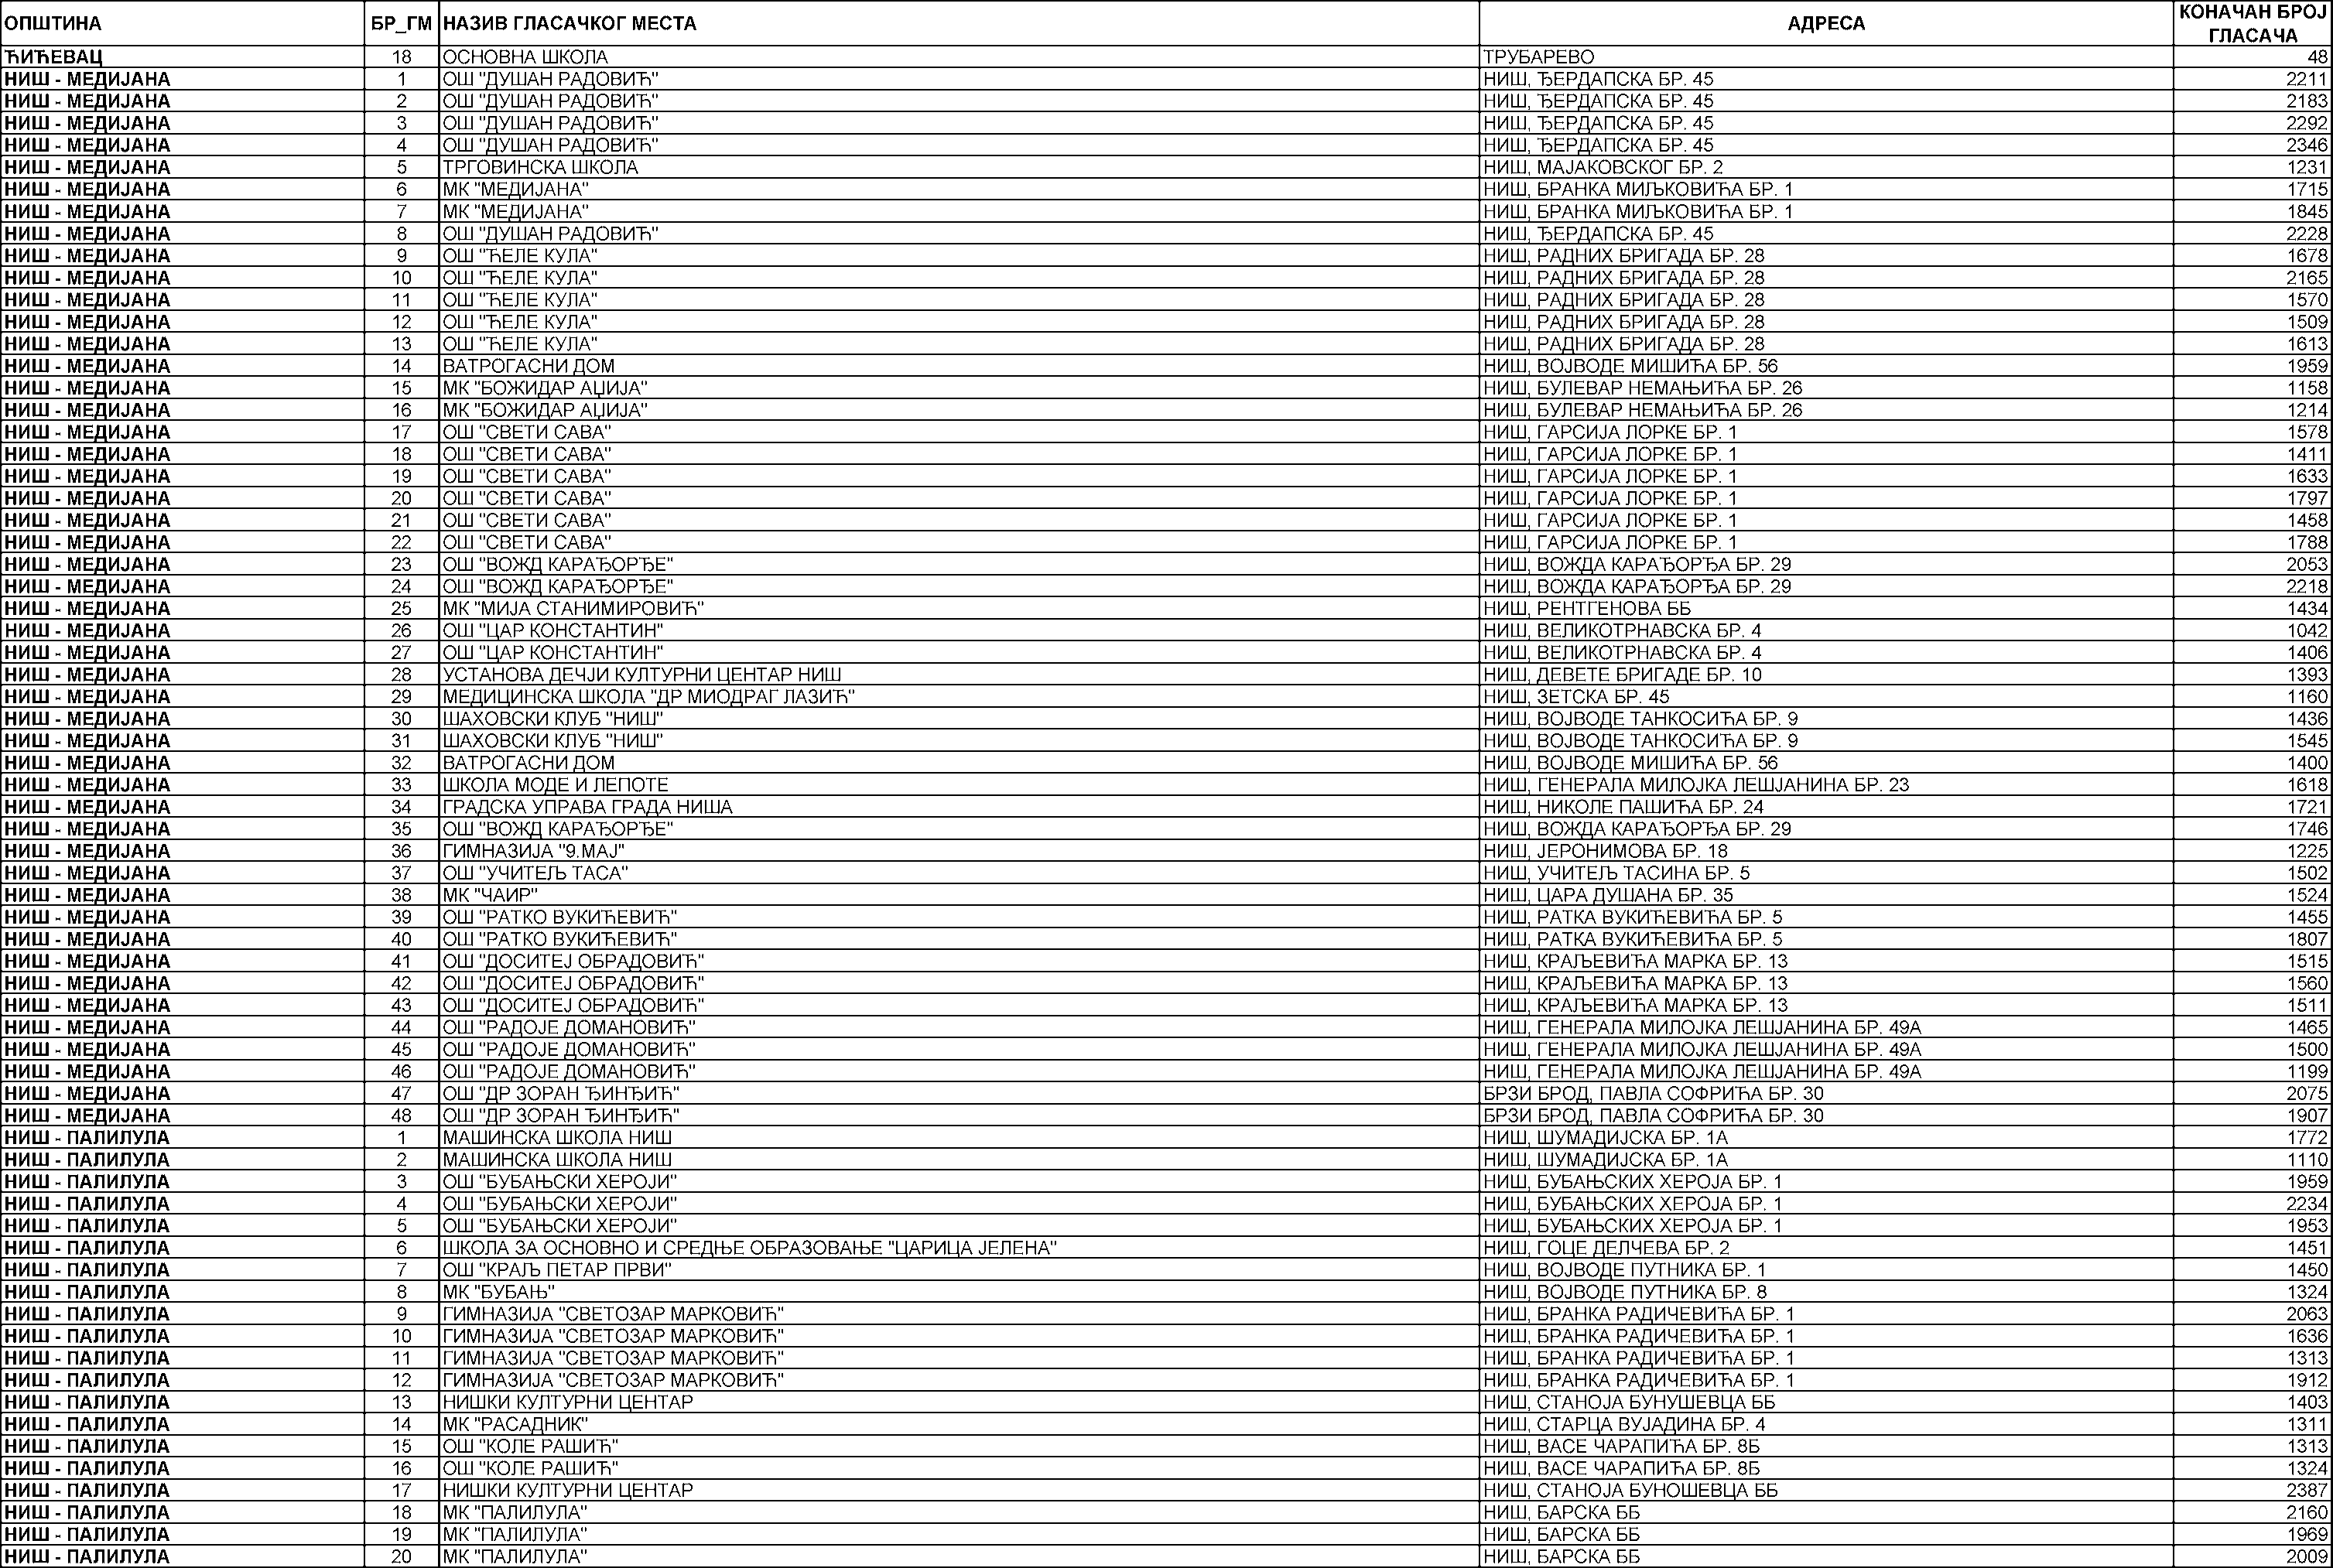 ОПШТИНА БР_ГМ НАЗИВ ГЛАСАЧКОГ МЕСТА АДРЕСА КОНАЧАН БРОЈ ГЛАСАЧА
ЋИЋЕВАЦ 18 ОСНОВНА ШКОЛА ТРУБАРЕВО 48
НИШ - МЕДИЈАНА 1 ОШ "ДУШАН РАДОВИЋ" НИШ, ЂЕРДАПСКА БР. 45 2211
НИШ - МЕДИЈАНА 2 ОШ "ДУШАН РАДОВИЋ" НИШ, ЂЕРДАПСКА БР. 45 2183
НИШ - МЕДИЈАНА 3 ОШ "ДУШАН РАДОВИЋ" НИШ, ЂЕРДАПСКА БР. 45 2292
НИШ - МЕДИЈАНА 4 ОШ "ДУШАН РАДОВИЋ" НИШ, ЂЕРДАПСКА БР. 45 2346
НИШ - МЕДИЈАНА 5 ТРГОВИНСКА ШКОЛА НИШ, МАЈАКОВСКОГ БР. 2 1231
НИШ - МЕДИЈАНА 6 МК "МЕДИЈАНА" НИШ, БРАНКА МИЉКОВИЋА БР. 1 1715
НИШ - МЕДИЈАНА 7 МК "МЕДИЈАНА" НИШ, БРАНКА МИЉКОВИЋА БР. 1 1845
НИШ - МЕДИЈАНА 8 ОШ "ДУШАН РАДОВИЋ" НИШ, ЂЕРДАПСКА БР. 45 2228
НИШ - МЕДИЈАНА 9 ОШ "ЋЕЛЕ КУЛА" НИШ, РАДНИХ БРИГАДА БР. 28 1678
НИШ - МЕДИЈАНА 10 ОШ "ЋЕЛЕ КУЛА" НИШ, РАДНИХ БРИГАДА БР. 28 2165
НИШ - МЕДИЈАНА 11 ОШ "ЋЕЛЕ КУЛА" НИШ, РАДНИХ БРИГАДА БР. 28 1570
НИШ - МЕДИЈАНА 12 ОШ "ЋЕЛЕ КУЛА" НИШ, РАДНИХ БРИГАДА БР. 28 1509
НИШ - МЕДИЈАНА 13 ОШ "ЋЕЛЕ КУЛА" НИШ, РАДНИХ БРИГАДА БР. 28 1613
НИШ - МЕДИЈАНА 14 ВАТРОГАСНИ ДОМ НИШ, ВОЈВОДЕ МИШИЋА БР. 56 1959
НИШ - МЕДИЈАНА 15 МК "БОЖИДАР АЏИЈА" НИШ, БУЛЕВАР НЕМАЊИЋА БР. 26 1158
НИШ - МЕДИЈАНА 16 МК "БОЖИДАР АЏИЈА" НИШ, БУЛЕВАР НЕМАЊИЋА БР. 26 1214
НИШ - МЕДИЈАНА 17 ОШ "СВЕТИ САВА" НИШ, ГАРСИЈА ЛОРКЕ БР. 1 1578
НИШ - МЕДИЈАНА 18 ОШ "СВЕТИ САВА" НИШ, ГАРСИЈА ЛОРКЕ БР. 1 1411
НИШ - МЕДИЈАНА 19 ОШ "СВЕТИ САВА" НИШ, ГАРСИЈА ЛОРКЕ БР. 1 1633
НИШ - МЕДИЈАНА 20 ОШ "СВЕТИ САВА" НИШ, ГАРСИЈА ЛОРКЕ БР. 1 1797
НИШ - МЕДИЈАНА 21 ОШ "СВЕТИ САВА" НИШ, ГАРСИЈА ЛОРКЕ БР. 1 1458
НИШ - МЕДИЈАНА 22 ОШ "СВЕТИ САВА" НИШ, ГАРСИЈА ЛОРКЕ БР. 1 1788
НИШ - МЕДИЈАНА 23 ОШ "ВОЖД КАРАЂОРЂЕ" НИШ, ВОЖДА КАРАЂОРЂА БР. 29 2053
НИШ - МЕДИЈАНА 24 ОШ "ВОЖД КАРАЂОРЂЕ" НИШ, ВОЖДА КАРАЂОРЂА БР. 29 2218
НИШ - МЕДИЈАНА 25 МК "МИЈА СТАНИМИРОВИЋ" НИШ, РЕНТГЕНОВА ББ 1434
НИШ - МЕДИЈАНА 26 ОШ "ЦАР КОНСТАНТИН" НИШ, ВЕЛИКОТРНАВСКА БР. 4 1042
НИШ - МЕДИЈАНА 27 ОШ "ЦАР КОНСТАНТИН" НИШ, ВЕЛИКОТРНАВСКА БР. 4 1406
НИШ - МЕДИЈАНА 28 УСТАНОВА ДЕЧЈИ КУЛТУРНИ ЦЕНТАР НИШ НИШ, ДЕВЕТЕ БРИГАДЕ БР. 10 1393
НИШ - МЕДИЈАНА 29 МЕДИЦИНСКА ШКОЛА "ДР МИОДРАГ ЛАЗИЋ" НИШ, ЗЕТСКА БР. 45 1160
НИШ - МЕДИЈАНА 30 ШАХОВСКИ КЛУБ "НИШ" НИШ, ВОЈВОДЕ ТАНКОСИЋА БР. 9 1436
НИШ - МЕДИЈАНА 31 ШАХОВСКИ КЛУБ "НИШ" НИШ, ВОЈВОДЕ ТАНКОСИЋА БР. 9 1545
НИШ - МЕДИЈАНА 32 ВАТРОГАСНИ ДОМ НИШ, ВОЈВОДЕ МИШИЋА БР. 56 1400
НИШ - МЕДИЈАНА 33 ШКОЛА МОДЕ И ЛЕПОТЕ НИШ, ГЕНЕРАЛА МИЛОЈКА ЛЕШЈАНИНА БР. 23 1618
НИШ - МЕДИЈАНА 34 ГРАДСКА УПРАВА ГРАДА НИША НИШ, НИКОЛЕ ПАШИЋА БР. 24 1721
НИШ - МЕДИЈАНА 35 ОШ "ВОЖД КАРАЂОРЂЕ" НИШ, ВОЖДА КАРАЂОРЂА БР. 29 1746
НИШ - МЕДИЈАНА 36 ГИМНАЗИЈА "9.МАЈ" НИШ, ЈЕРОНИМОВА БР. 18 1225
НИШ - МЕДИЈАНА 37 ОШ "УЧИТЕЉ ТАСА" НИШ, УЧИТЕЉ ТАСИНА БР. 5 1502
НИШ - МЕДИЈАНА 38 МК "ЧАИР" НИШ, ЦАРА ДУШАНА БР. 35 1524
НИШ - МЕДИЈАНА 39 ОШ "РАТКО ВУКИЋЕВИЋ" НИШ, РАТКА ВУКИЋЕВИЋА БР. 5 1455
НИШ - МЕДИЈАНА 40 ОШ "РАТКО ВУКИЋЕВИЋ" НИШ, РАТКА ВУКИЋЕВИЋА БР. 5 1807
НИШ - МЕДИЈАНА 41 ОШ "ДОСИТЕЈ ОБРАДОВИЋ" НИШ, КРАЉЕВИЋА МАРКА БР. 13 1515
НИШ - МЕДИЈАНА 42 ОШ "ДОСИТЕЈ ОБРАДОВИЋ" НИШ, КРАЉЕВИЋА МАРКА БР. 13 1560
НИШ - МЕДИЈАНА 43 ОШ "ДОСИТЕЈ ОБРАДОВИЋ" НИШ, КРАЉЕВИЋА МАРКА БР. 13 1511
НИШ - МЕДИЈАНА 44 ОШ "РАДОЈЕ ДОМАНОВИЋ" НИШ, ГЕНЕРАЛА МИЛОЈКА ЛЕШЈАНИНА БР. 49А 1465
НИШ - МЕДИЈАНА 45 ОШ "РАДОЈЕ ДОМАНОВИЋ" НИШ, ГЕНЕРАЛА МИЛОЈКА ЛЕШЈАНИНА БР. 49А 1500
НИШ - МЕДИЈАНА 46 ОШ "РАДОЈЕ ДОМАНОВИЋ" НИШ, ГЕНЕРАЛА МИЛОЈКА ЛЕШЈАНИНА БР. 49А 1199
НИШ - МЕДИЈАНА 47 ОШ "ДР ЗОРАН ЂИНЂИЋ" БРЗИ БРОД, ПАВЛА СОФРИЋА БР. 30 2075
НИШ - МЕДИЈАНА 48 ОШ "ДР ЗОРАН ЂИНЂИЋ" БРЗИ БРОД, ПАВЛА СОФРИЋА БР. 30 1907
НИШ - ПАЛИЛУЛА 1 МАШИНСКА ШКОЛА НИШ НИШ, ШУМАДИЈСКА БР. 1А 1772
НИШ - ПАЛИЛУЛА 2 МАШИНСКА ШКОЛА НИШ НИШ, ШУМАДИЈСКА БР. 1А 1110
НИШ - ПАЛИЛУЛА 3 ОШ "БУБАЊСКИ ХЕРОЈИ" НИШ, БУБАЊСКИХ ХЕРОЈА БР. 1 1959
НИШ - ПАЛИЛУЛА 4 ОШ "БУБАЊСКИ ХЕРОЈИ" НИШ, БУБАЊСКИХ ХЕРОЈА БР. 1 2234
НИШ - ПАЛИЛУЛА 5 ОШ "БУБАЊСКИ ХЕРОЈИ" НИШ, БУБАЊСКИХ ХЕРОЈА БР. 1 1953
НИШ - ПАЛИЛУЛА 6 ШКОЛА ЗА ОСНОВНО И СРЕДЊЕ ОБРАЗОВАЊЕ "ЦАРИЦА ЈЕЛЕНА" НИШ, ГОЦЕ ДЕЛЧЕВА БР. 2 1451
НИШ - ПАЛИЛУЛА 7 ОШ "КРАЉ ПЕТАР ПРВИ" НИШ, ВОЈВОДЕ ПУТНИКА БР. 1 1450
НИШ - ПАЛИЛУЛА 8 МК "БУБАЊ" НИШ, ВОЈВОДЕ ПУТНИКА БР. 8 1324
НИШ - ПАЛИЛУЛА 9 ГИМНАЗИЈА "СВЕТОЗАР МАРКОВИЋ" НИШ, БРАНКА РАДИЧЕВИЋА БР. 1 2063
НИШ - ПАЛИЛУЛА 10 ГИМНАЗИЈА "СВЕТОЗАР МАРКОВИЋ" НИШ, БРАНКА РАДИЧЕВИЋА БР. 1 1636
НИШ - ПАЛИЛУЛА 11 ГИМНАЗИЈА "СВЕТОЗАР МАРКОВИЋ" НИШ, БРАНКА РАДИЧЕВИЋА БР. 1 1313
НИШ - ПАЛИЛУЛА 12 ГИМНАЗИЈА "СВЕТОЗАР МАРКОВИЋ" НИШ, БРАНКА РАДИЧЕВИЋА БР. 1 1912
НИШ - ПАЛИЛУЛА 13 НИШКИ КУЛТУРНИ ЦЕНТАР НИШ, СТАНОЈА БУНУШЕВЦА ББ 1403
НИШ - ПАЛИЛУЛА 14 МК "РАСАДНИК" НИШ, СТАРЦА ВУЈАДИНА БР. 4 1311
НИШ - ПАЛИЛУЛА 15 ОШ "КОЛЕ РАШИЋ" НИШ, ВАСЕ ЧАРАПИЋА БР. 8Б 1313
НИШ - ПАЛИЛУЛА 16 ОШ "КОЛЕ РАШИЋ" НИШ, ВАСЕ ЧАРАПИЋА БР. 8Б 1324
НИШ - ПАЛИЛУЛА 17 НИШКИ КУЛТУРНИ ЦЕНТАР НИШ, СТАНОЈА БУНОШЕВЦА ББ 2387
НИШ - ПАЛИЛУЛА 18 МК "ПАЛИЛУЛА" НИШ, БАРСКА ББ 2160
НИШ - ПАЛИЛУЛА 19 МК "ПАЛИЛУЛА" НИШ, БАРСКА ББ 1969
НИШ - ПАЛИЛУЛА 20 МК "ПАЛИЛУЛА" НИШ, БАРСКА ББ 2009